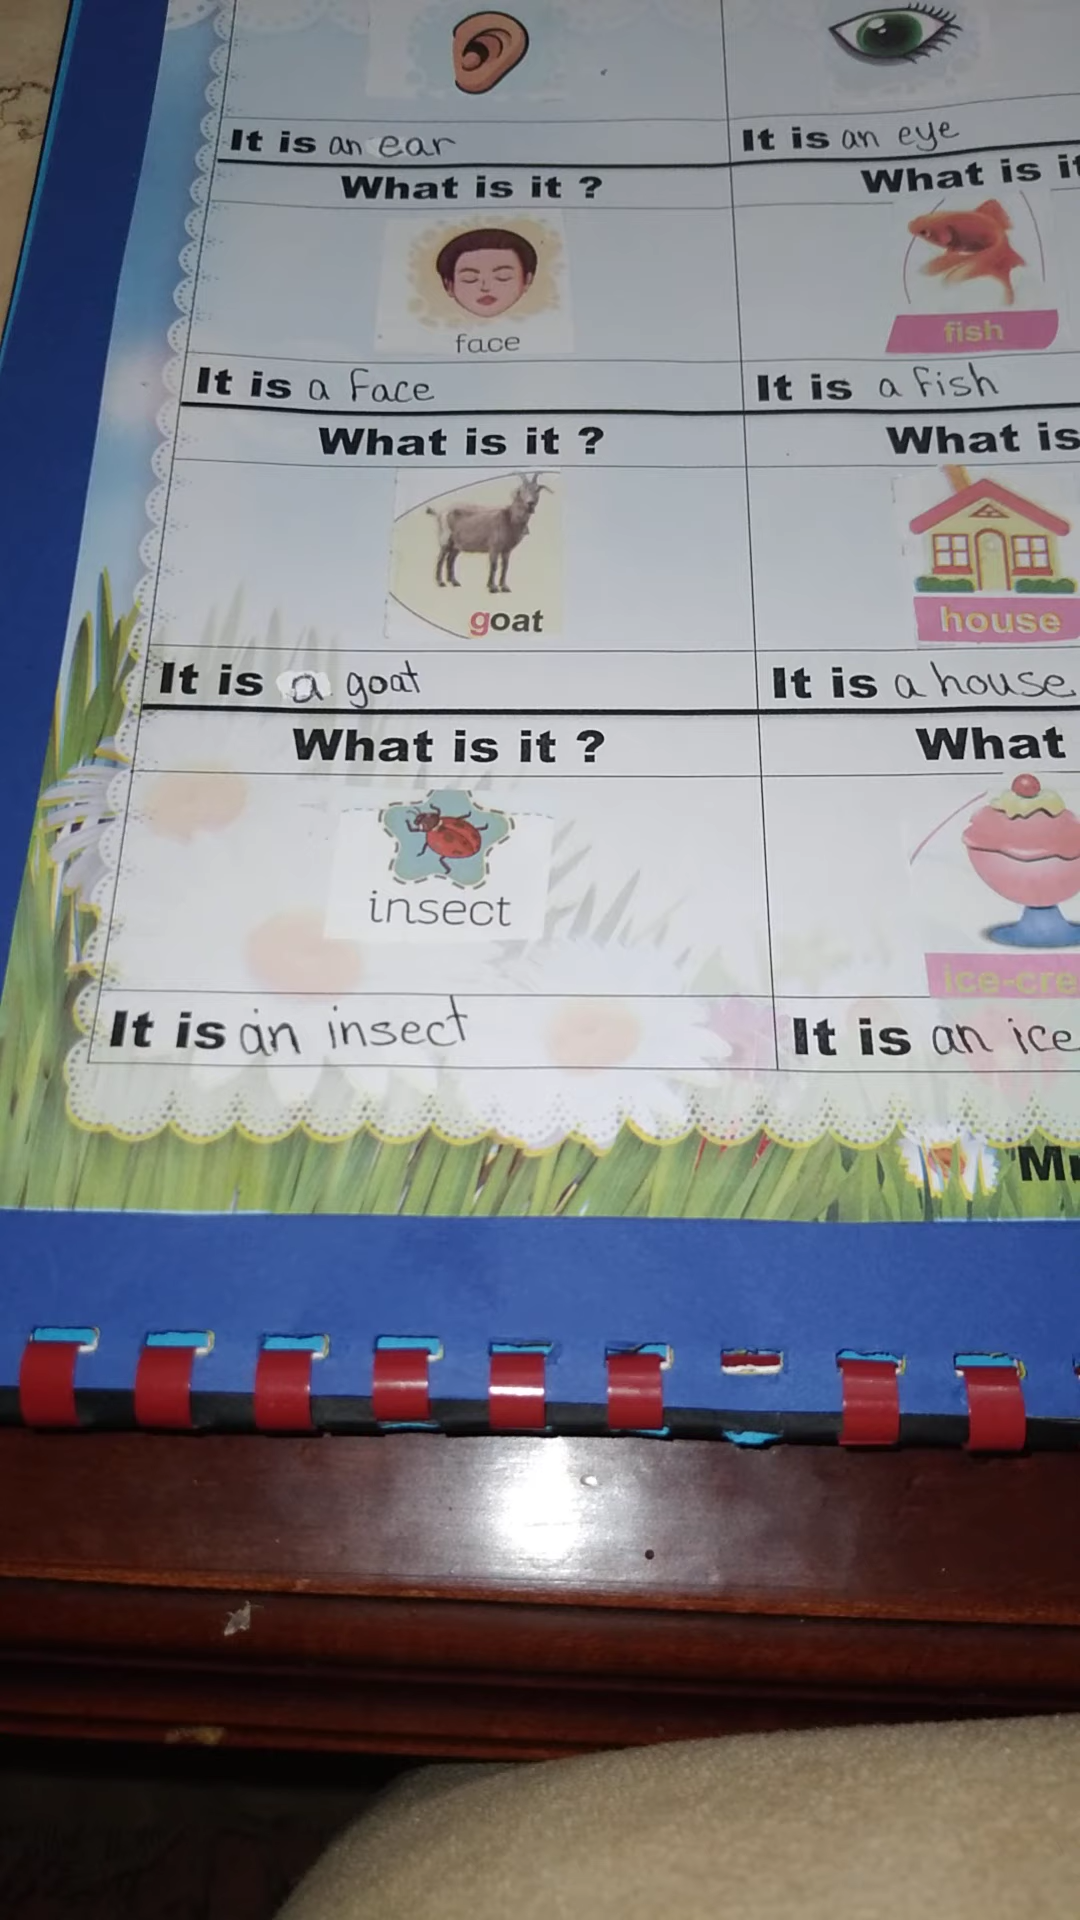 It is an ear
It is an eye
What is it ?
What is it
face
fish
It is a face
It is a fish
What is it ?
What is
goat
house
It is a goat
It is a house
What is it ?
What
insect
ice-cre
It is an insect
It is an ice